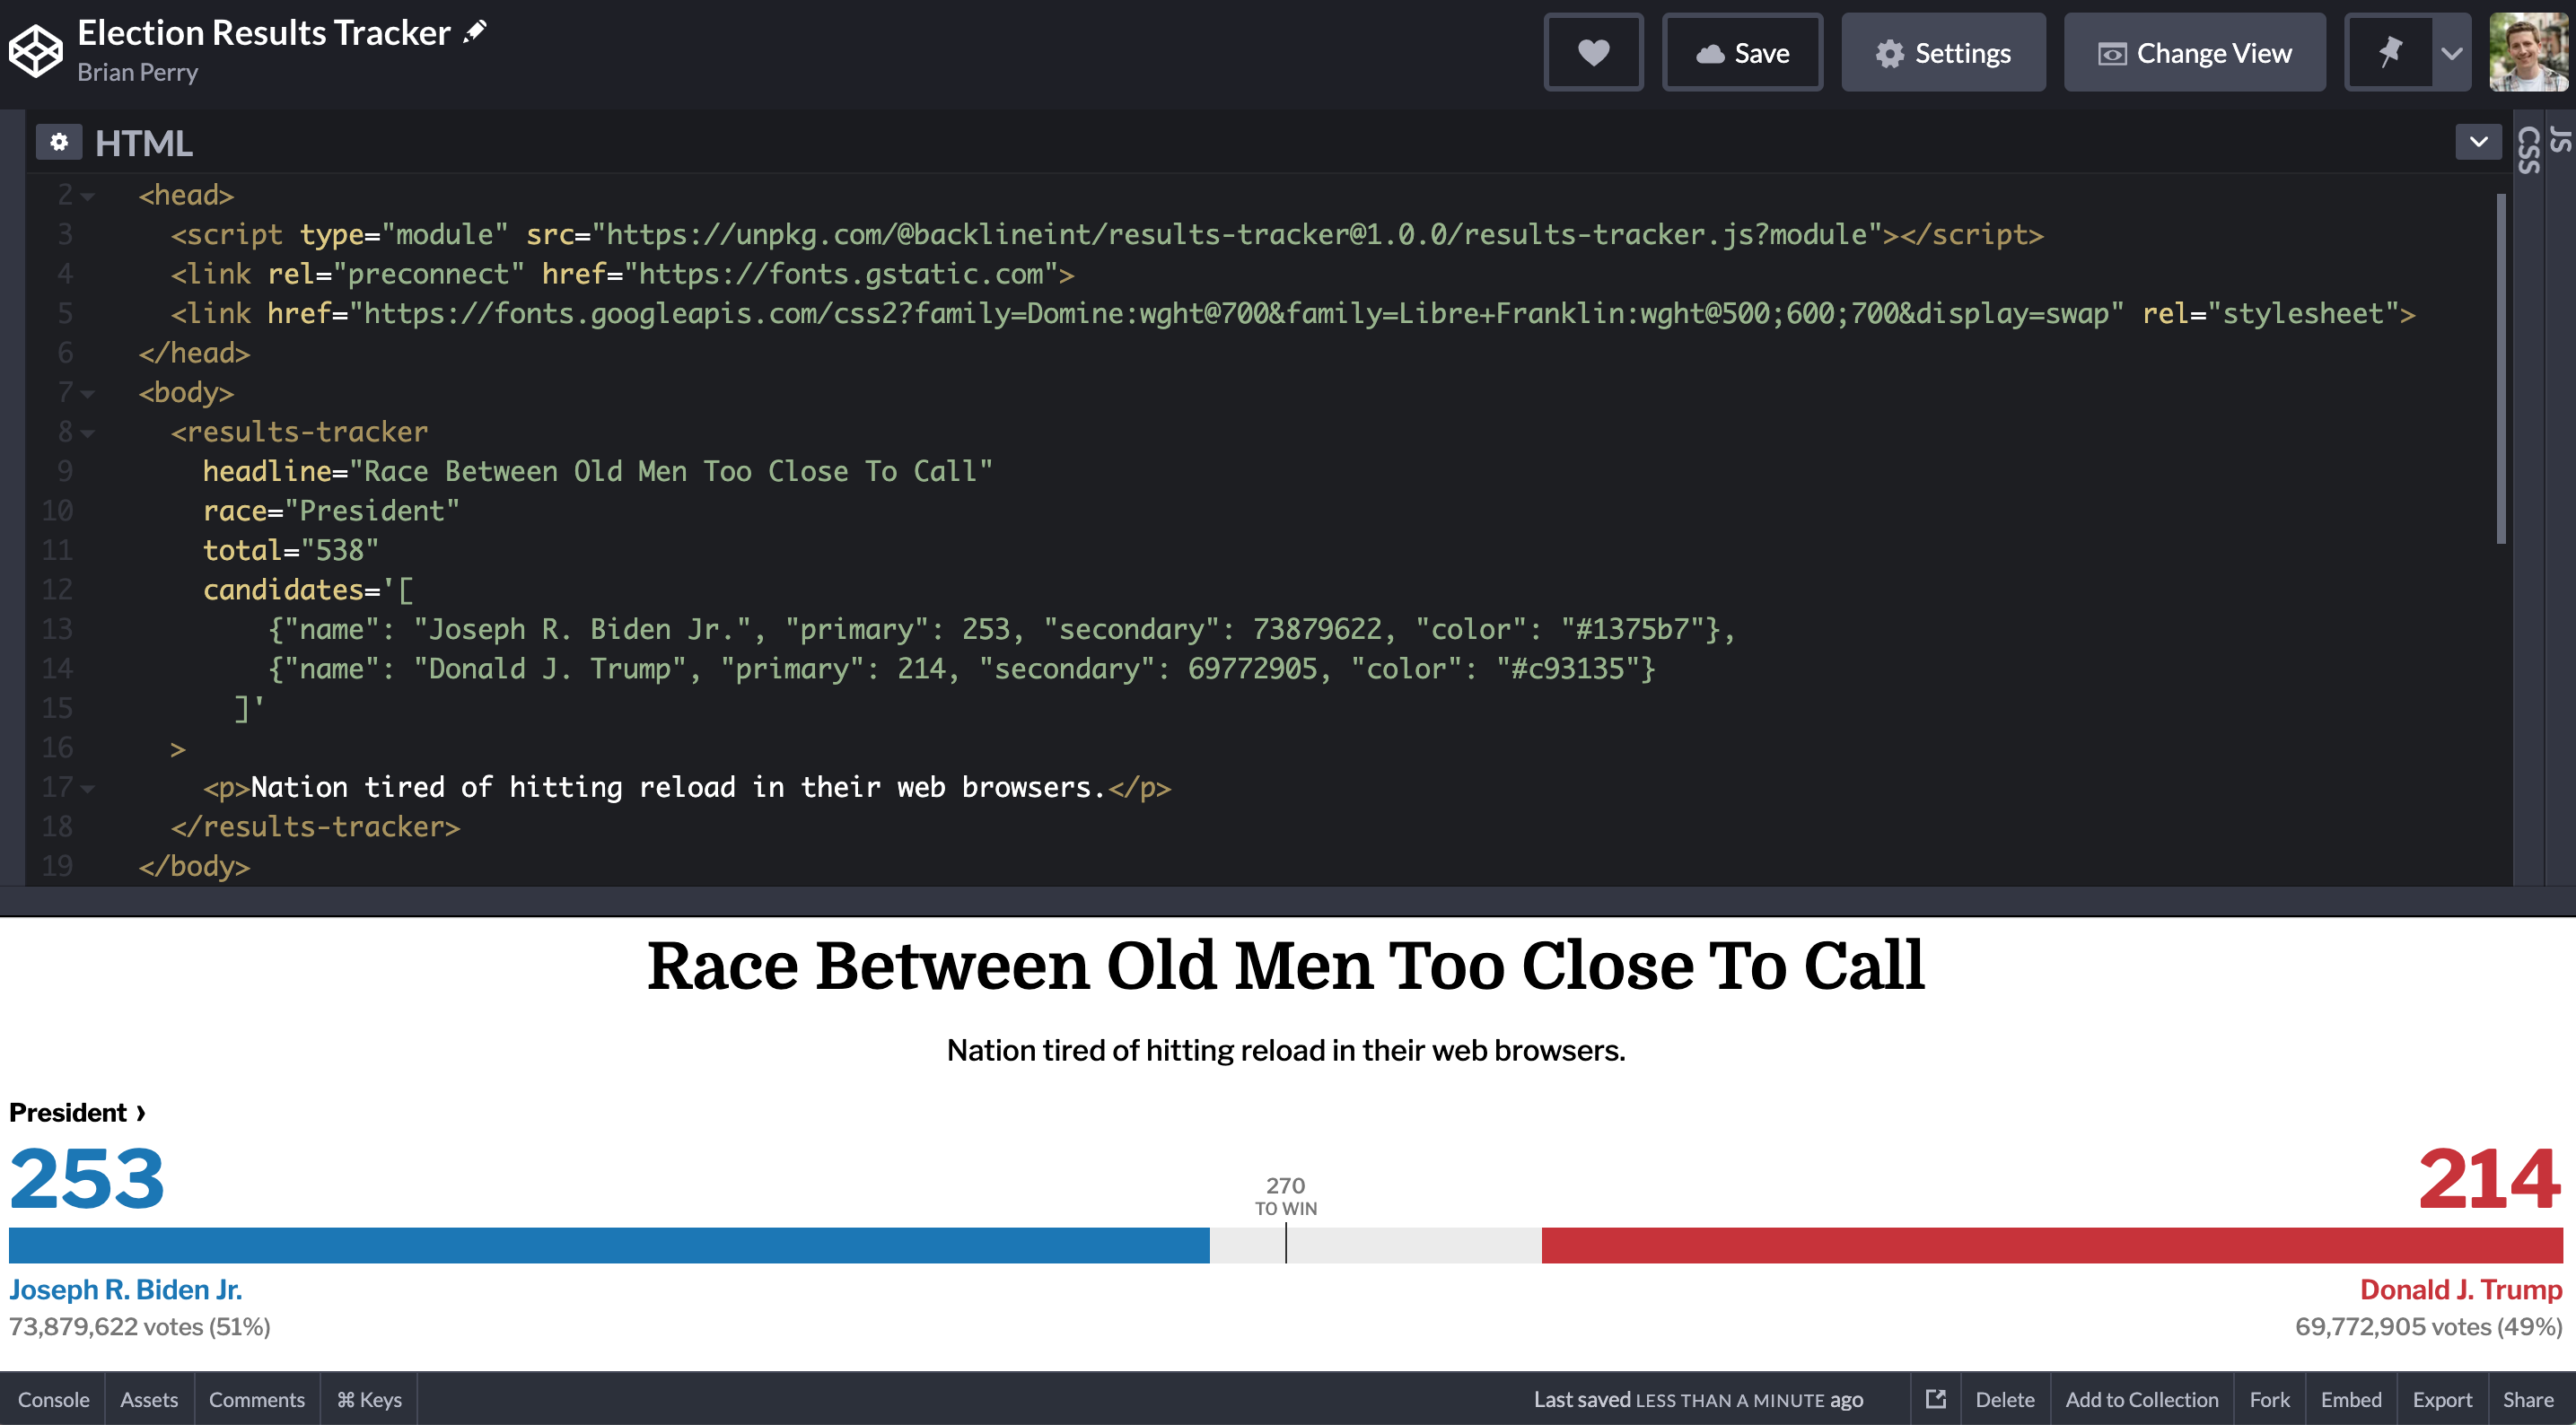 Election Results Tracker
Brian Perry
Save
Settings
Change View
HTML
CSS
JS
2 <head>
3 <script type="module" src="https://unpkg.com/@backlineint/results-tracker@1.0.0/results-tracker.js?module"></script>
4 <link rel="preconnect" href="https://fonts.gstatic.com">
5 <link href="https://fonts.googleapis.com/css2?family=Domine:wght@700&family=Libre+Franklin:wght@500;600;700&display=swap" rel="stylesheet">
6 </head>
7 <body>
8 <results-tracker
9 headline="Race Between Old Men Too Close To Call"
10 race="President"
11 total="538"
12 candidates='[
13 {"name": "Joseph R. Biden Jr.", "primary": 253, "secondary": 73879622, "color": "#1375b7"},
14 {"name": "Donald J. Trump", "primary": 214, "secondary": 69772905, "color": "#c93135"}
15 ]'
16 >
17 <p>Nation tired of hitting reload in their web browsers.</p>
18 </results-tracker>
19 </body>
Race Between Old Men Too Close To Call
Nation tired of hitting reload in their web browsers.
President ›
253
214
270
TO WIN
Joseph R. Biden Jr.
Donald J. Trump
73,879,622 votes (51%)
69,772,905 votes (49%)
Console
Assets
Comments
⌘ Keys
Last saved LESS THAN A MINUTE ago
Delete
Add to Collection
Fork
Embed
Export
Share